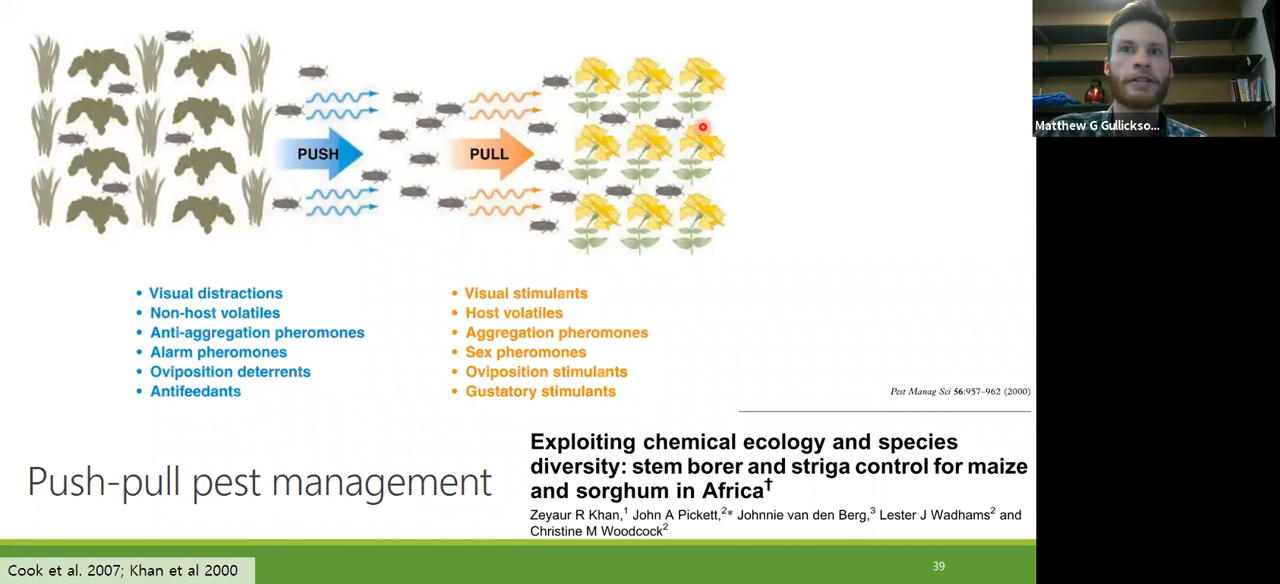 PUSH
PULL
• Visual distractions
• Non-host volatiles
• Anti-aggregation pheromones
• Alarm pheromones
• Oviposition deterrents
• Antifeedants
• Visual stimulants
• Host volatiles
• Aggregation pheromones
• Sex pheromones
• Oviposition stimulants
• Gustatory stimulants
Pest Manag Sci 56:957–962 (2000)
Exploiting chemical ecology and species
diversity: stem borer and striga control for maize
and sorghum in Africa†
Zeyaur R Khan,1 John A Pickett,2* Johnnie van den Berg,3 Lester J Wadhams2 and
Christine M Woodcock2
Push-pull pest management
Cook et al. 2007; Khan et al 2000
39
Matthew G Gullickso...